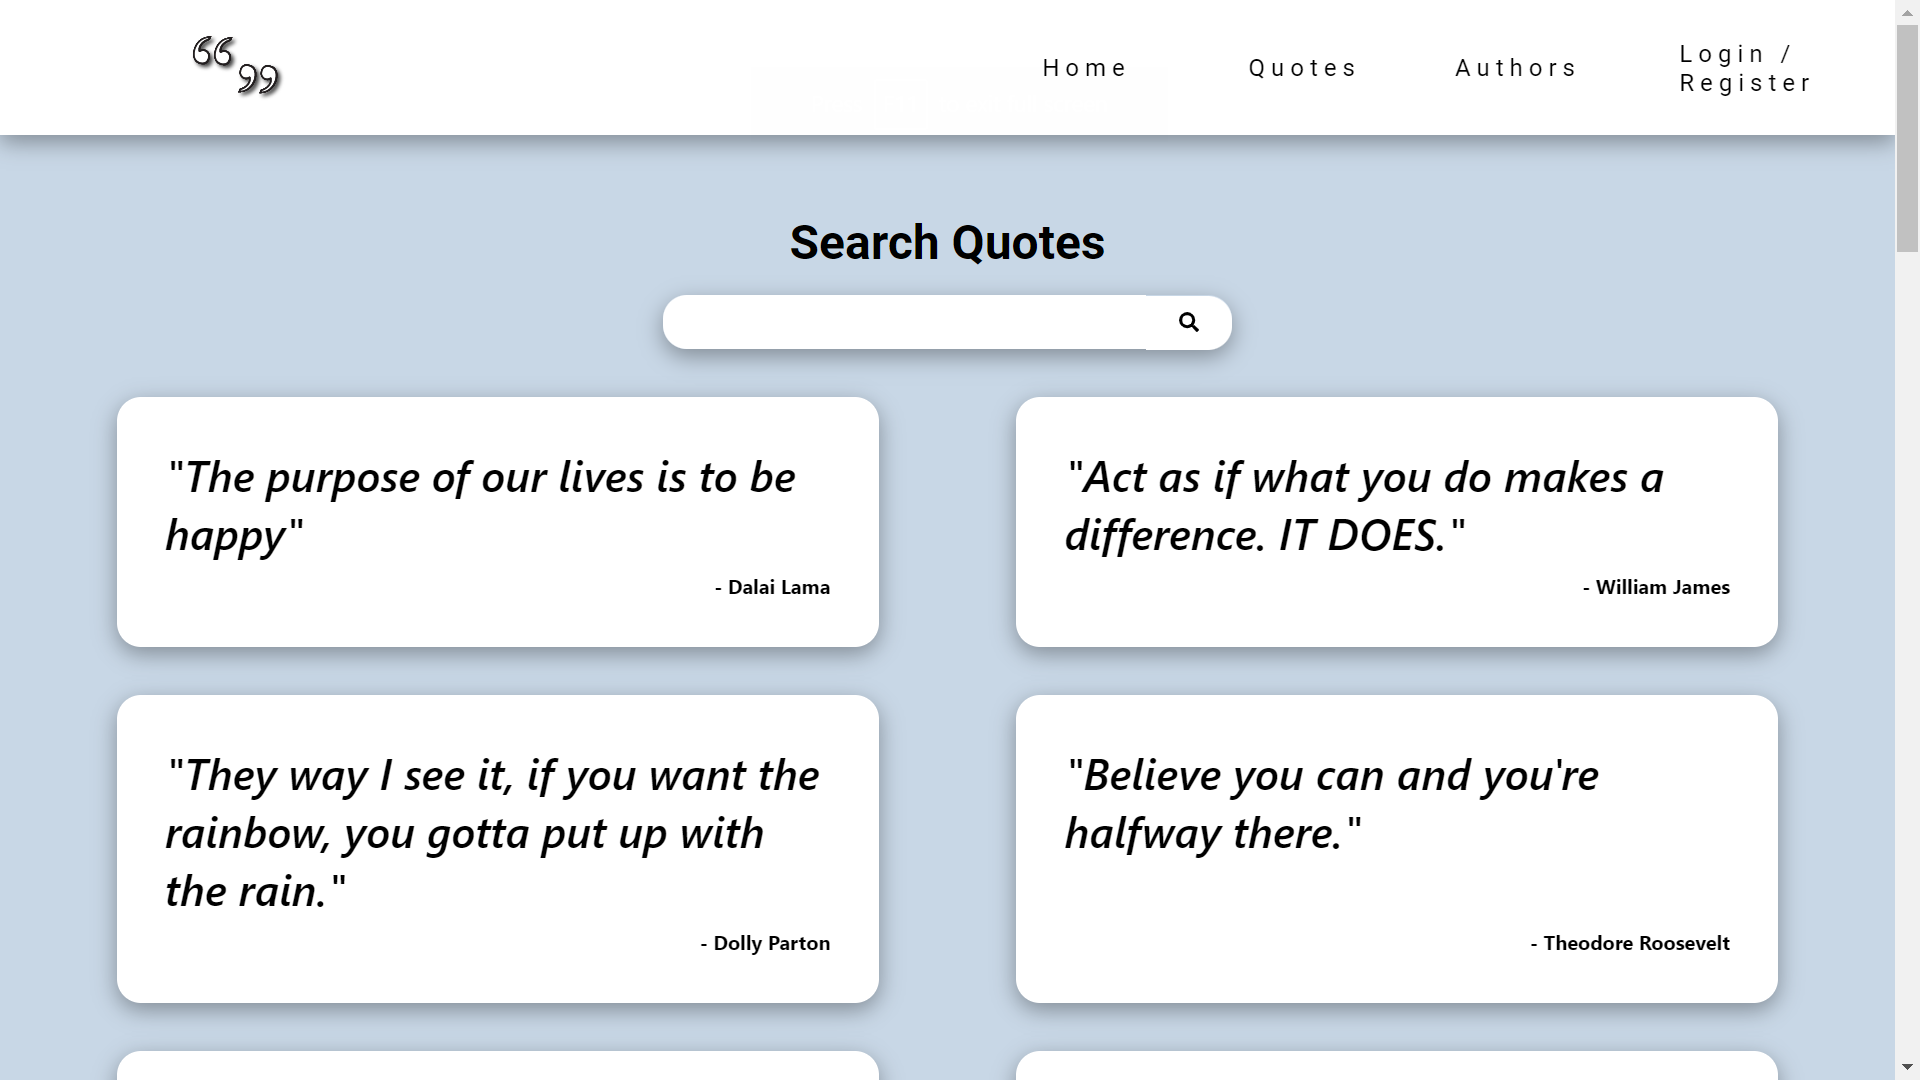 “ ”
Home
Quotes
Authors
Login /
Register
Search Quotes
"The purpose of our lives is to be
happy"
- Dalai Lama
"Act as if what you do makes a
difference. IT DOES."
- William James
"They way I see it, if you want the
rainbow, you gotta put up with
the rain."
- Dolly Parton
"Believe you can and you're
halfway there."
- Theodore Roosevelt